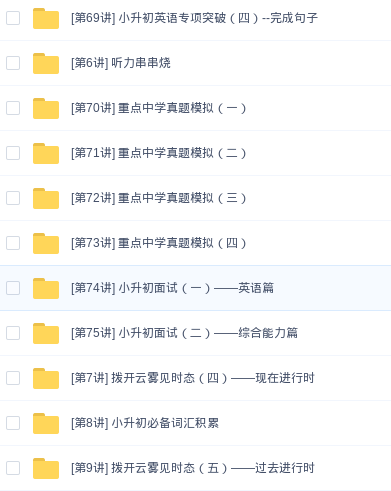 [第69讲] 小升初英语专项突破（四）--完成句子
[第6讲] 听力串串烧
[第70讲] 重点中学真题模拟（一）
[第71讲] 重点中学真题模拟（二）
[第72讲] 重点中学真题模拟（三）
[第73讲] 重点中学真题模拟（四）
[第74讲] 小升初面试（一）——英语篇
[第75讲] 小升初面试（二）——综合能力篇
[第7讲] 拨开云雾见时态（四）——现在进行时
[第8讲] 小升初必备词汇积累
[第9讲] 拨开云雾见时态（五）——过去进行时